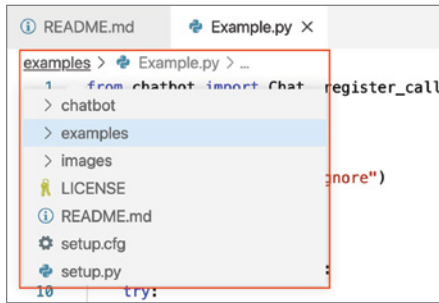 README.md Example.py
examples > Example.py > ...
1 from chatbot import Chat register_call
> chatbot
> examples
> images
gnore")
LICENSE
README.md
setup.cfg
setup.py :
10 try: